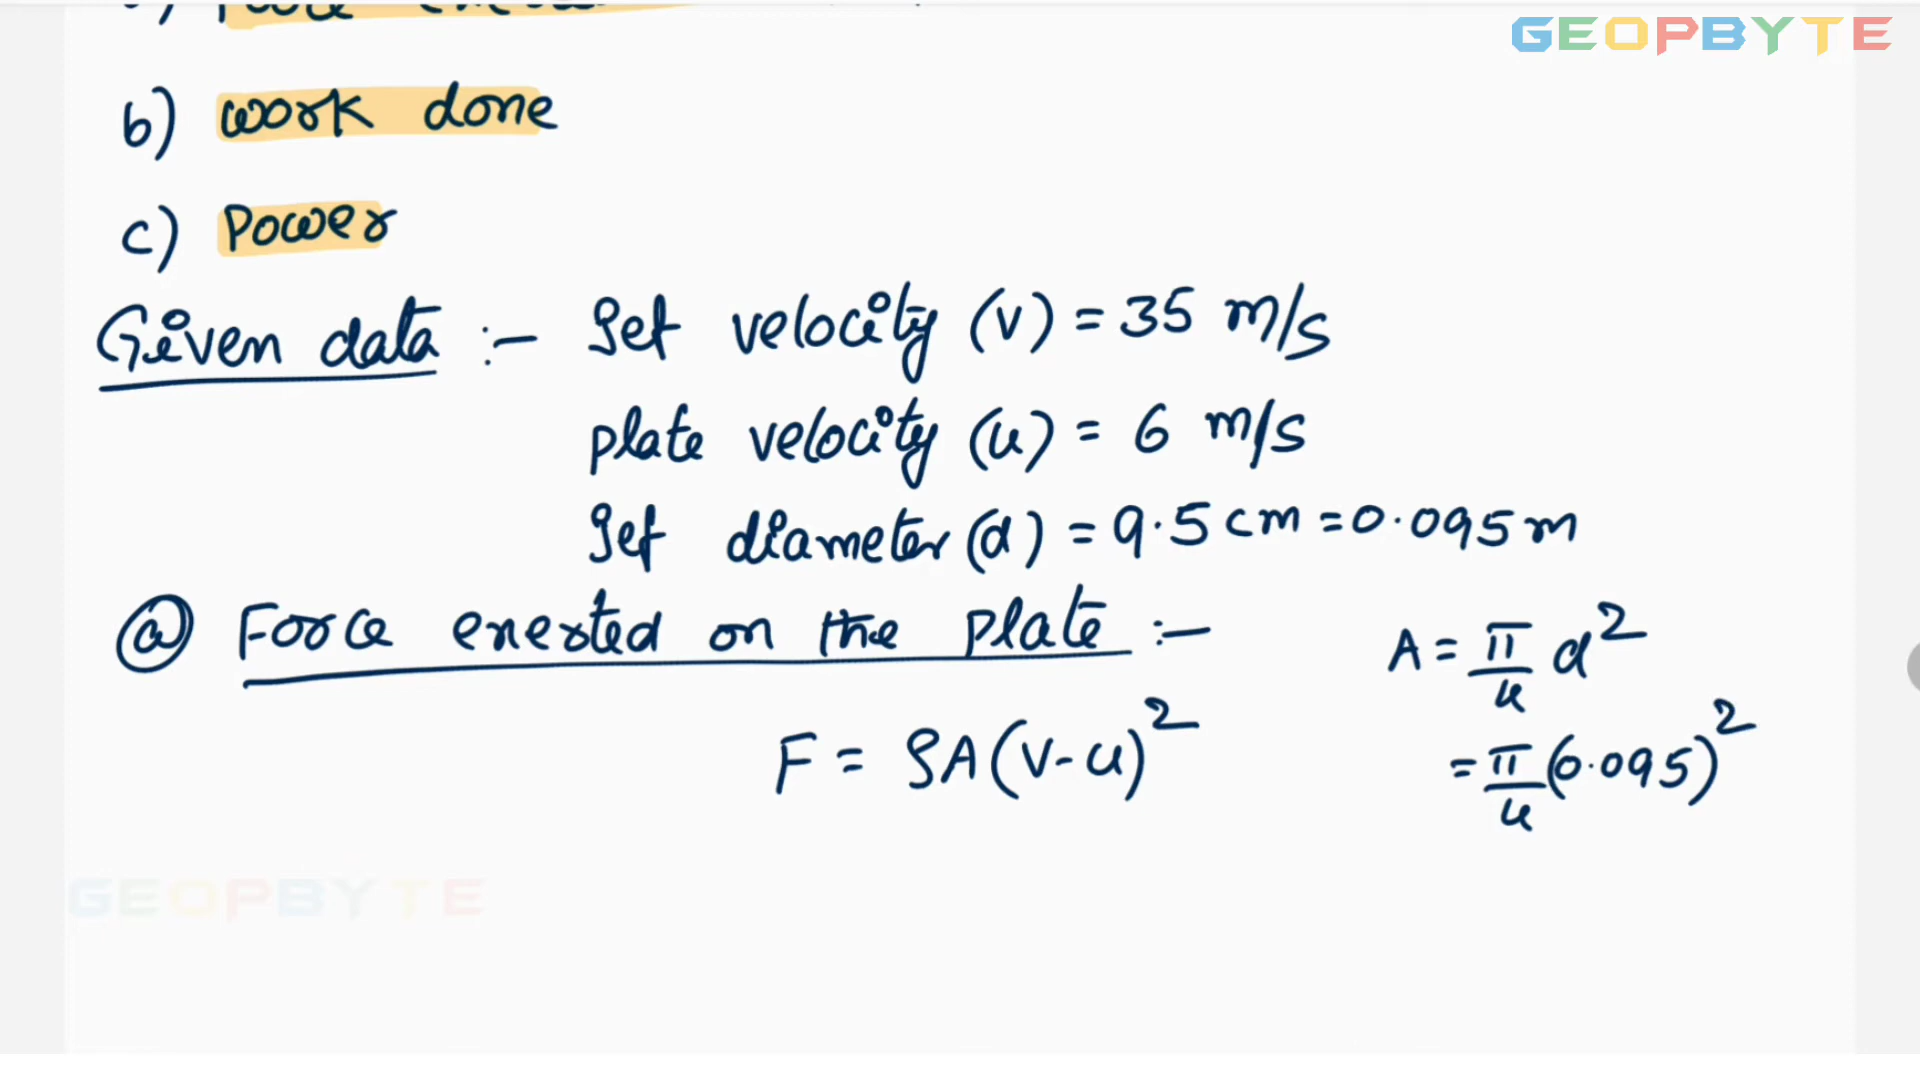 GEOPBYTE
b) work done
c) Power
Given data :- Jet velocity (v) = 35 m/s
plate velocity (u) = 6 m/s
Jet diameter (d) = 9.5 cm = 0.095 m
ⓐ Force exerted on the plate :-
A = π/4 d²
F = ρA(v-u)²
= π/4 (0.095)²
GEOPBYTE